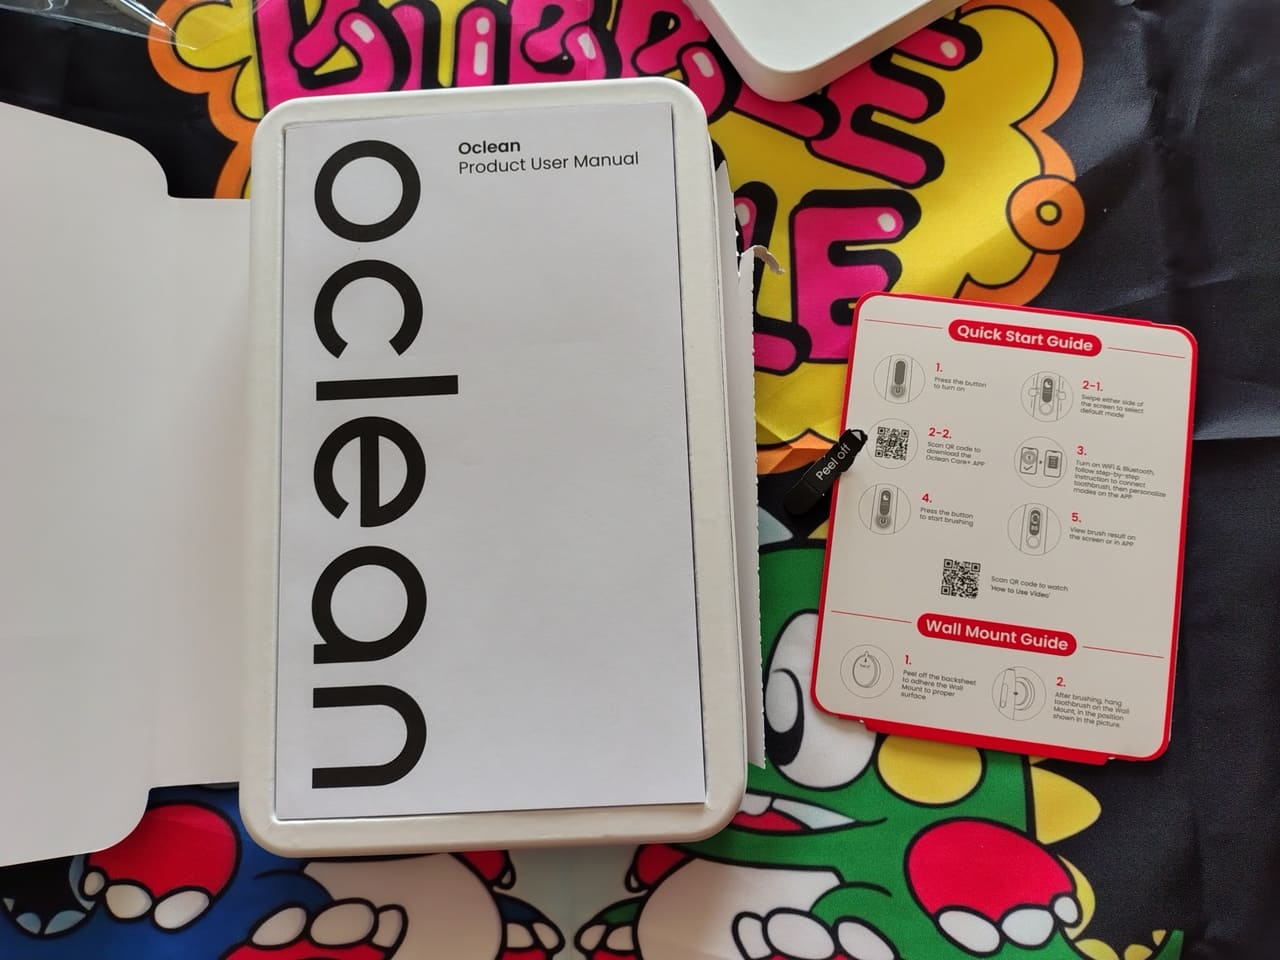 BUBBLE
oclean
Oclean
Product User Manual
Peel off
Quick Start Guide
1.
Press the button
to turn on
2-1.
Swipe either side of
the screen to select
default mode
2-2.
Scan QR code to
download the
Oclean Care+ APP
3.
Turn on WiFi & Bluetooth,
follow step-by-step
instruction to connect
toothbrush, then personalize
modes on the APP
4.
Press the button
to start brushing
5.
View brush result on
the screen or in APP
Scan QR code to watch
'How to Use Video'
Wall Mount Guide
1.
Peel off the backsheet
to adhere the Wall
Mount to proper
surface
2.
After brushing, hang
toothbrush on the Wall
Mount, in the position
shown in the picture.